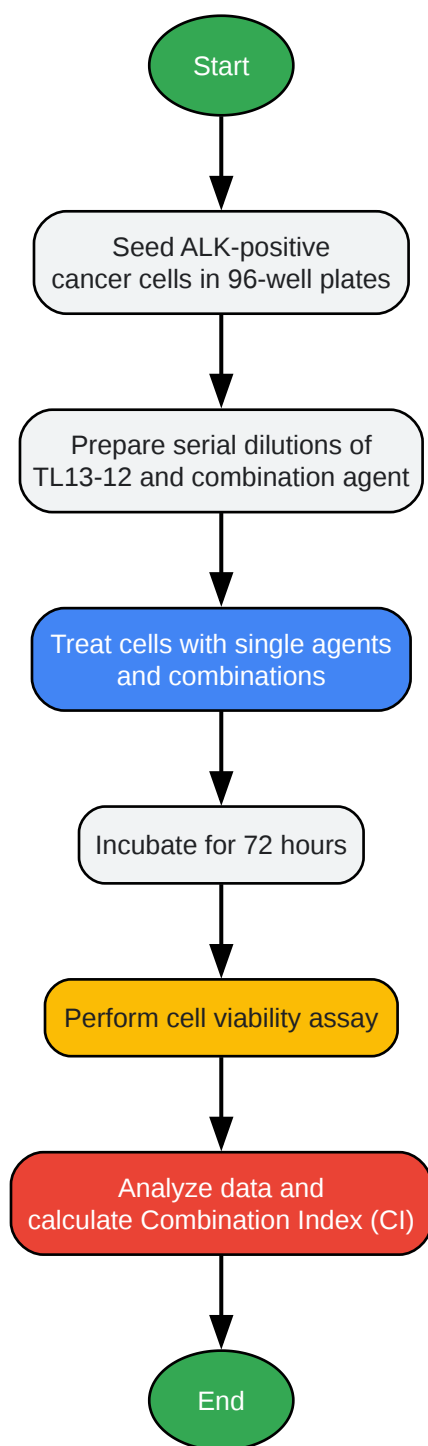 Start
Seed ALK-positive
cancer cells in 96-well plates
Prepare serial dilutions of
TL13-12 and combination agent
Treat cells with single agents
and combinations
Incubate for 72 hours
Perform cell viability assay
Analyze data and
calculate Combination Index (CI)
End